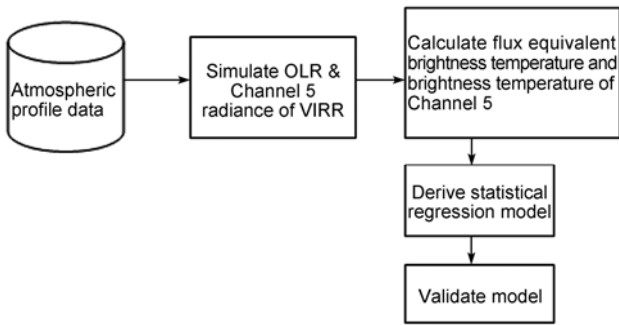 Atmospheric
profile data
Simulate OLR &
Channel 5
radiance of VIRR
Calculate flux equivalent
brightness temperature and
brightness temperature of
Channel 5
Derive statistical
regression model
Validate model